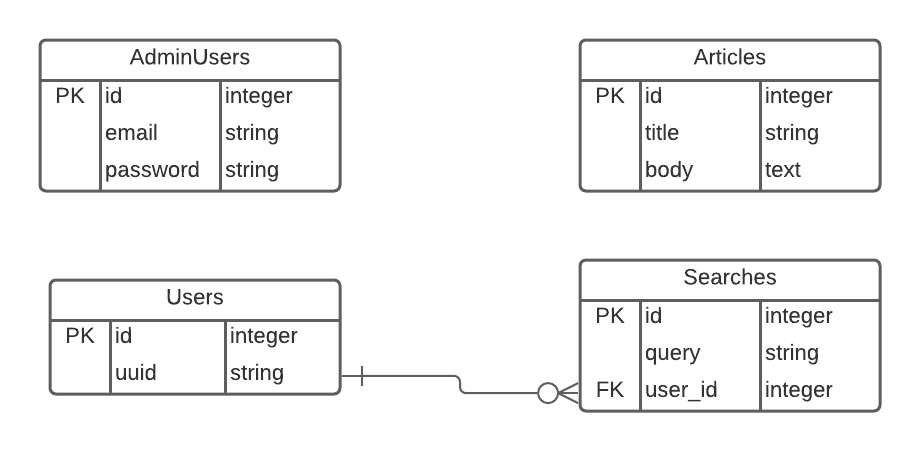 AdminUsers
PK id integer
email string
password string
Articles
PK id integer
title string
body text
Users
PK id integer
uuid string
Searches
PK id integer
query string
FK user_id integer